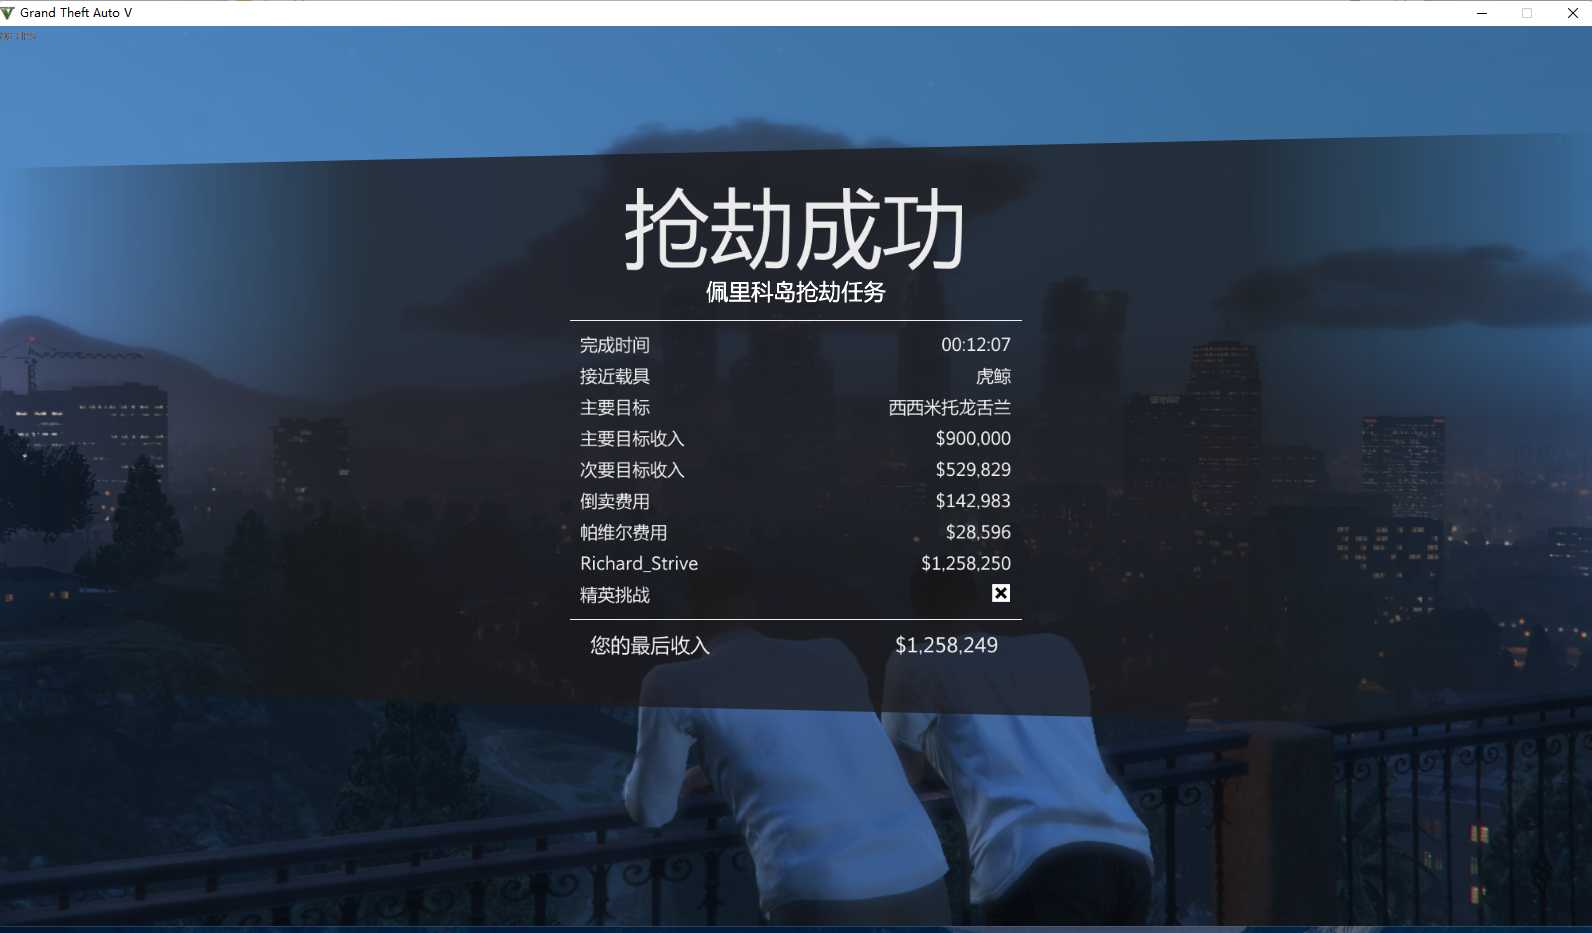 Grand Theft Auto V
抢劫成功
佩里科岛抢劫任务
完成时间 00:12:07
接近载具 虎鲸
主要目标 西西米托龙舌兰
主要目标收入 $900,000
次要目标收入 $529,829
倒卖费用 $142,983
帕维尔费用 $28,596
Richard_Strive $1,258,250
精英挑战
您的最后收入 $1,258,249